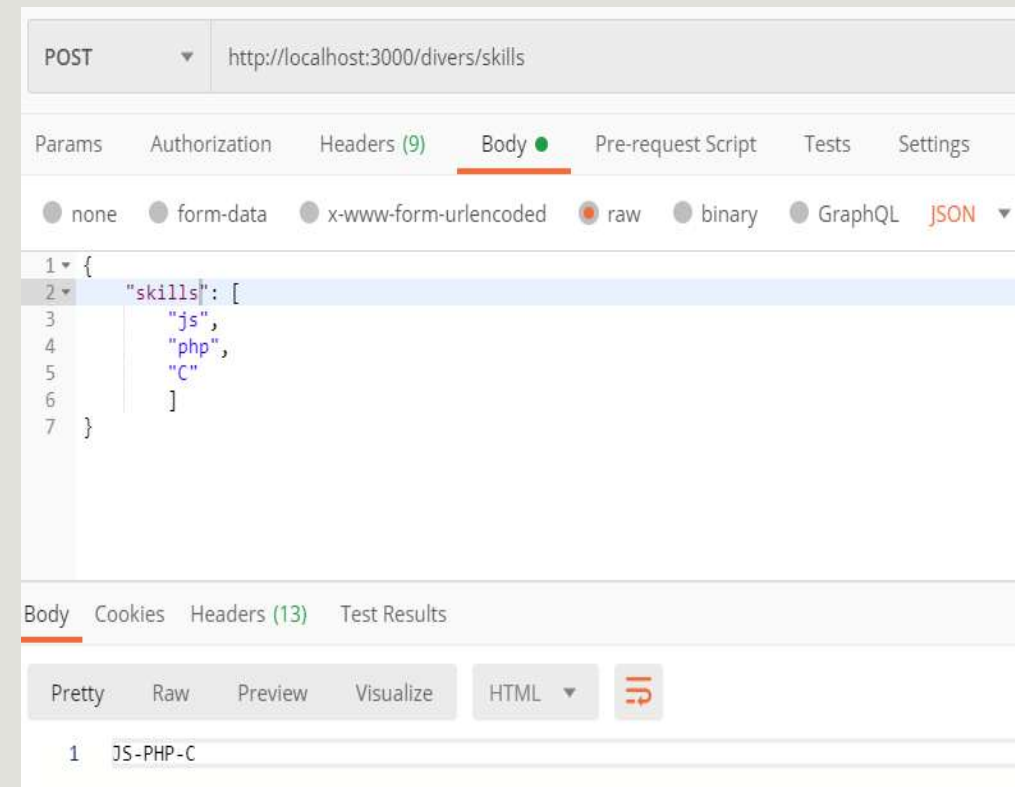 POST http://localhost:3000/divers/skills
Params Authorization Headers (9) Body Pre-request Script Tests Settings
none form-data x-www-form-urlencoded raw binary GraphQL JSON
1 {
2 "skills": [
3 "js",
4 "php",
5 "C"
6 ]
7 }
Body Cookies Headers (13) Test Results
Pretty Raw Preview Visualize HTML
1 JS-PHP-C